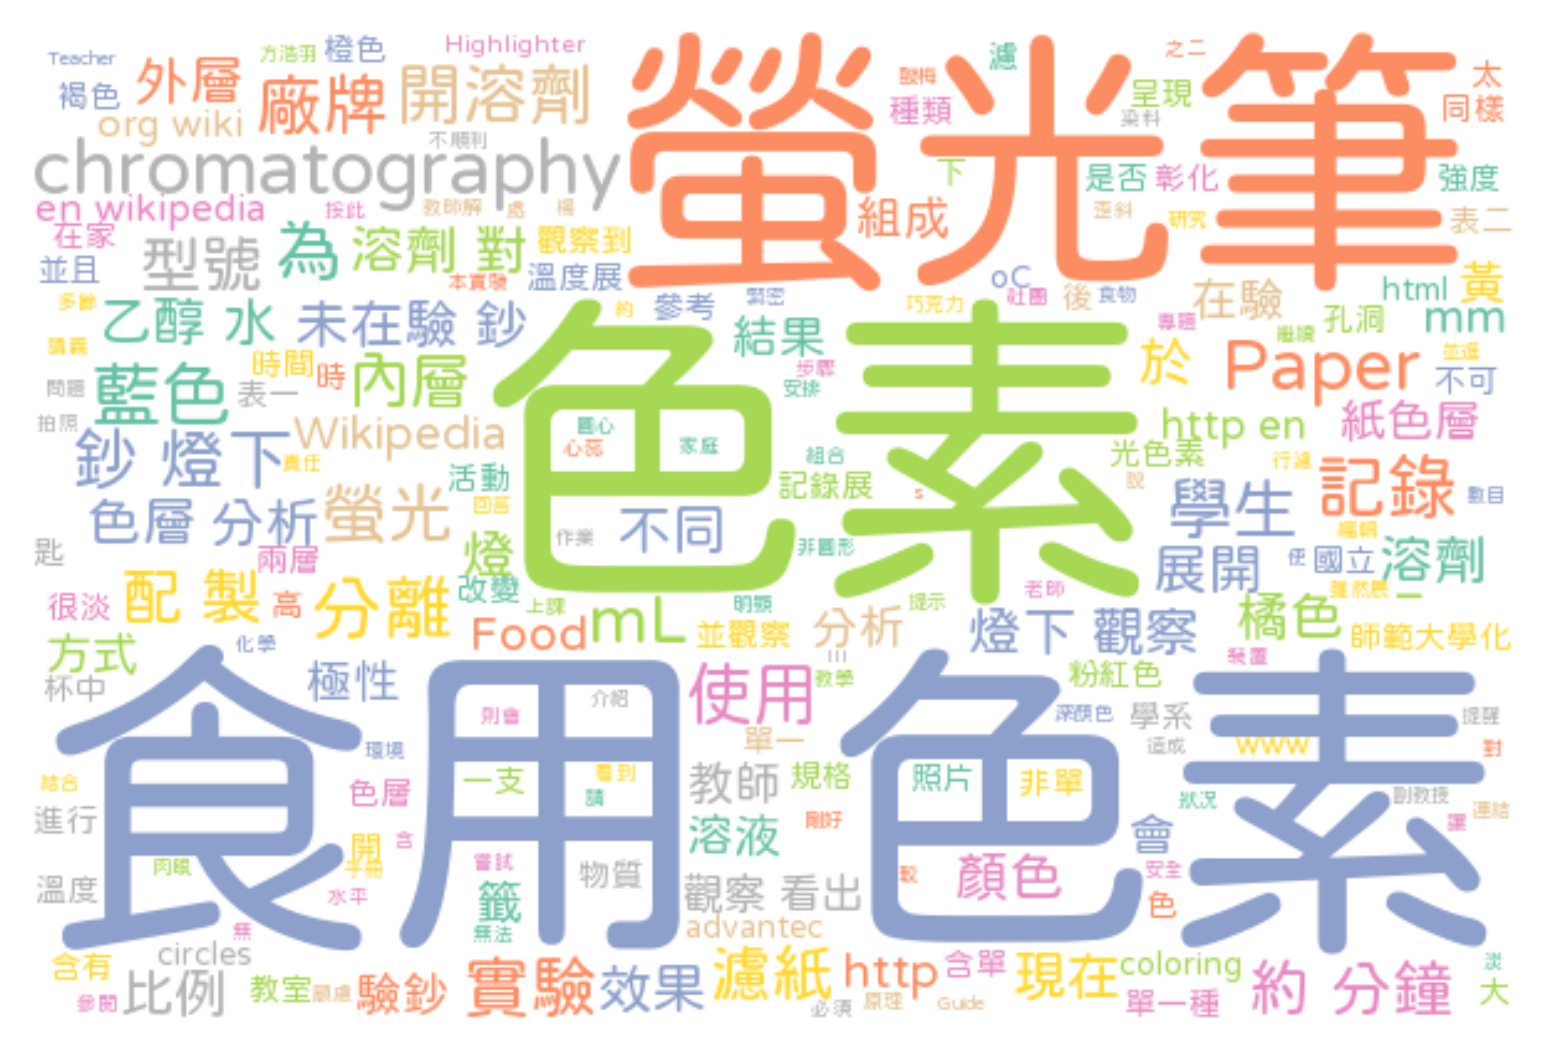 Teacher
方浩羽
橙色
Highlighter
螢光筆
濾
之二
太
褐色
外層
廠牌
開溶劑
酸梅
種類
呈現
同樣
org wiki
不順利
染料
chromatography
下
是否
彰化
強度
en wikipedia
按此
教師解
處
楊
組成
歪斜
研究
表二
在家
型號
為
溶劑 對
觀察到
並且
本實驗
溫度展
oC
社團
後
食物
在驗
html
黃
多餘
乙醇 水
未在驗 鈔
約
參考
緊密
巧克力
專題
繼續
孔洞
mm
講義
時間
時
內層
結果
步驟
安排
於
Paper
並進
不可
問題
藍色
表一
拍照
鈔 燈下
責任
Wikipedia
色素
圓心
心蕊
家庭
組合
http en
光色素
紙色層
行濾
活動
記錄展
s
說
學生
記錄
數目
色層 分析
螢光
回答
作業
不同
編輯
匙
兩層
燈
非圓形
展開
便
國立
溶劑
很淡
配 製
高
分離
改變
上課
mL
明顯
老師
提示
雖然懸
一
方式
化學
Food
並觀察
分析
燈下 觀察
橘色
師範大學化
杯中
極性
食用色素
則會
介紹
使用
III
教學
粉紅色
裝置
深顏色
學系
提醒
環境
單一
造成
www
對
結合
色層
一支
看到
請
教師
規格
照片
非單
狀況
副教授
連結
進行
開
含
溶液
剛好
會
讓
肉眼
手冊
嘗試
物質
溫度
水平
籤
觀察 看出
較
顏色
安全
色
無
無法
advantec
含有
circles
參閱
比例
教室
顧慮
驗鈔
實驗
效果
濾紙
http
含單
現在
coloring
必須
原理
Guide
單一種
約 分鐘
淡
大